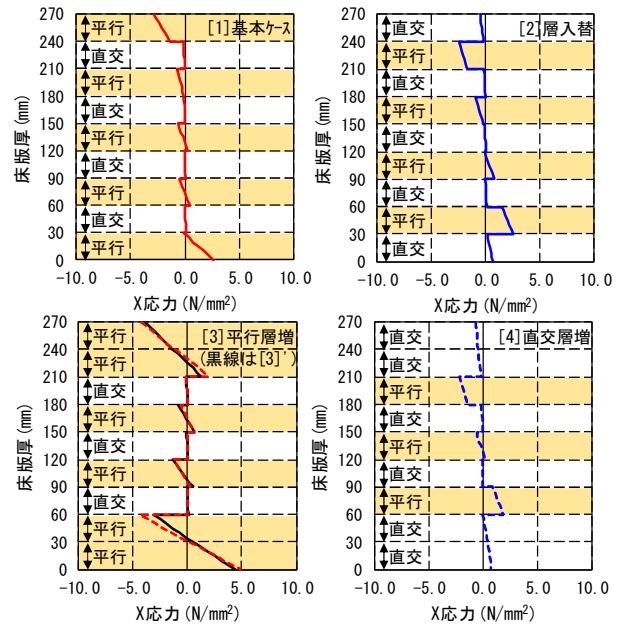 [1]基本ケース
270
240
210
180
150
120
90
60
30
0
床版厚(mm)
平行
直交
平行
直交
平行
直交
平行
直交
平行
-10.0 -5.0 0.0 5.0 10.0
X応力(N/mm²)
[2]層入替
270
240
210
180
150
120
90
60
30
0
床版厚(mm)
直交
平行
直交
平行
直交
平行
直交
平行
直交
-10.0 -5.0 0.0 5.0 10.0
X応力(N/mm²)
[3]平行層増
(黒線は[3]')
270
240
210
180
150
120
90
60
30
0
床版厚(mm)
平行
平行
直交
平行
直交
平行
直交
平行
平行
-10.0 -5.0 0.0 5.0 10.0
X応力(N/mm²)
[4]直交層増
270
240
210
180
150
120
90
60
30
0
床版厚(mm)
直交
直交
平行
直交
平行
直交
平行
直交
直交
-10.0 -5.0 0.0 5.0 10.0
X応力(N/mm²)